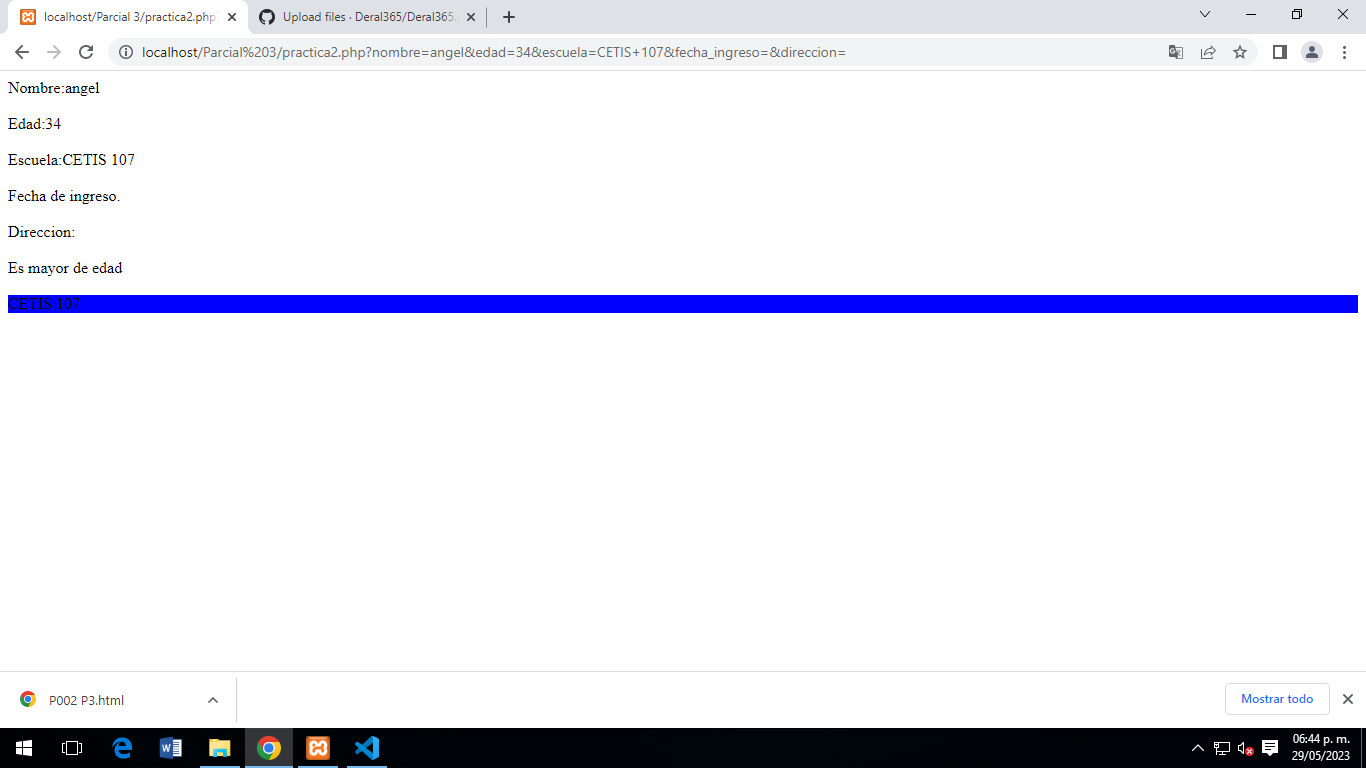 localhost/Parcial 3/practica2.php
Upload files · Deral365/Deral365.
localhost/Parcial%203/practica2.php?nombre=angel&edad=34&escuela=CETIS+107&fecha_ingreso=&direccion=
Nombre:angel
Edad:34
Escuela:CETIS 107
Fecha de ingreso.
Direccion:
Es mayor de edad
CETIS 107
P002 P3.html
Mostrar todo
06:44 p. m.
29/05/2023